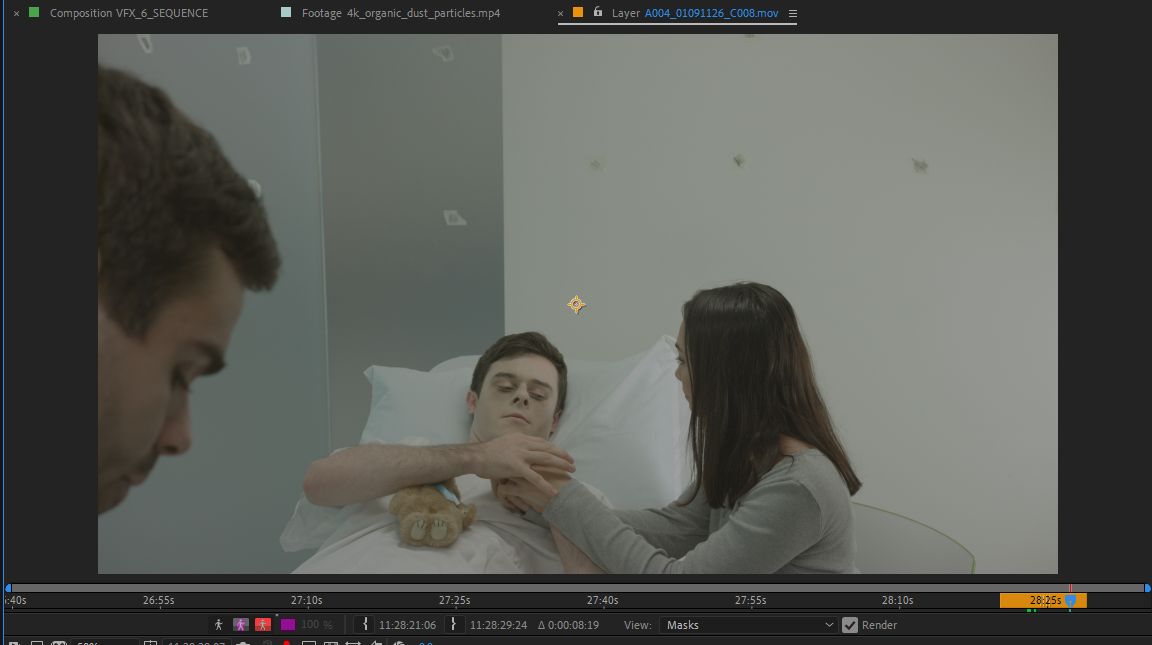 Composition VFX_6_SEQUENCE
Footage 4k_organic_dust_particles.mp4
Layer A004_01091126_C008.mov
:40s 26:55s 27:10s 27:25s 27:40s 27:55s 28:10s 28:25s
100 % 11:28:21:06 11:28:29:24 Δ 0:00:08:19 View: Masks Render